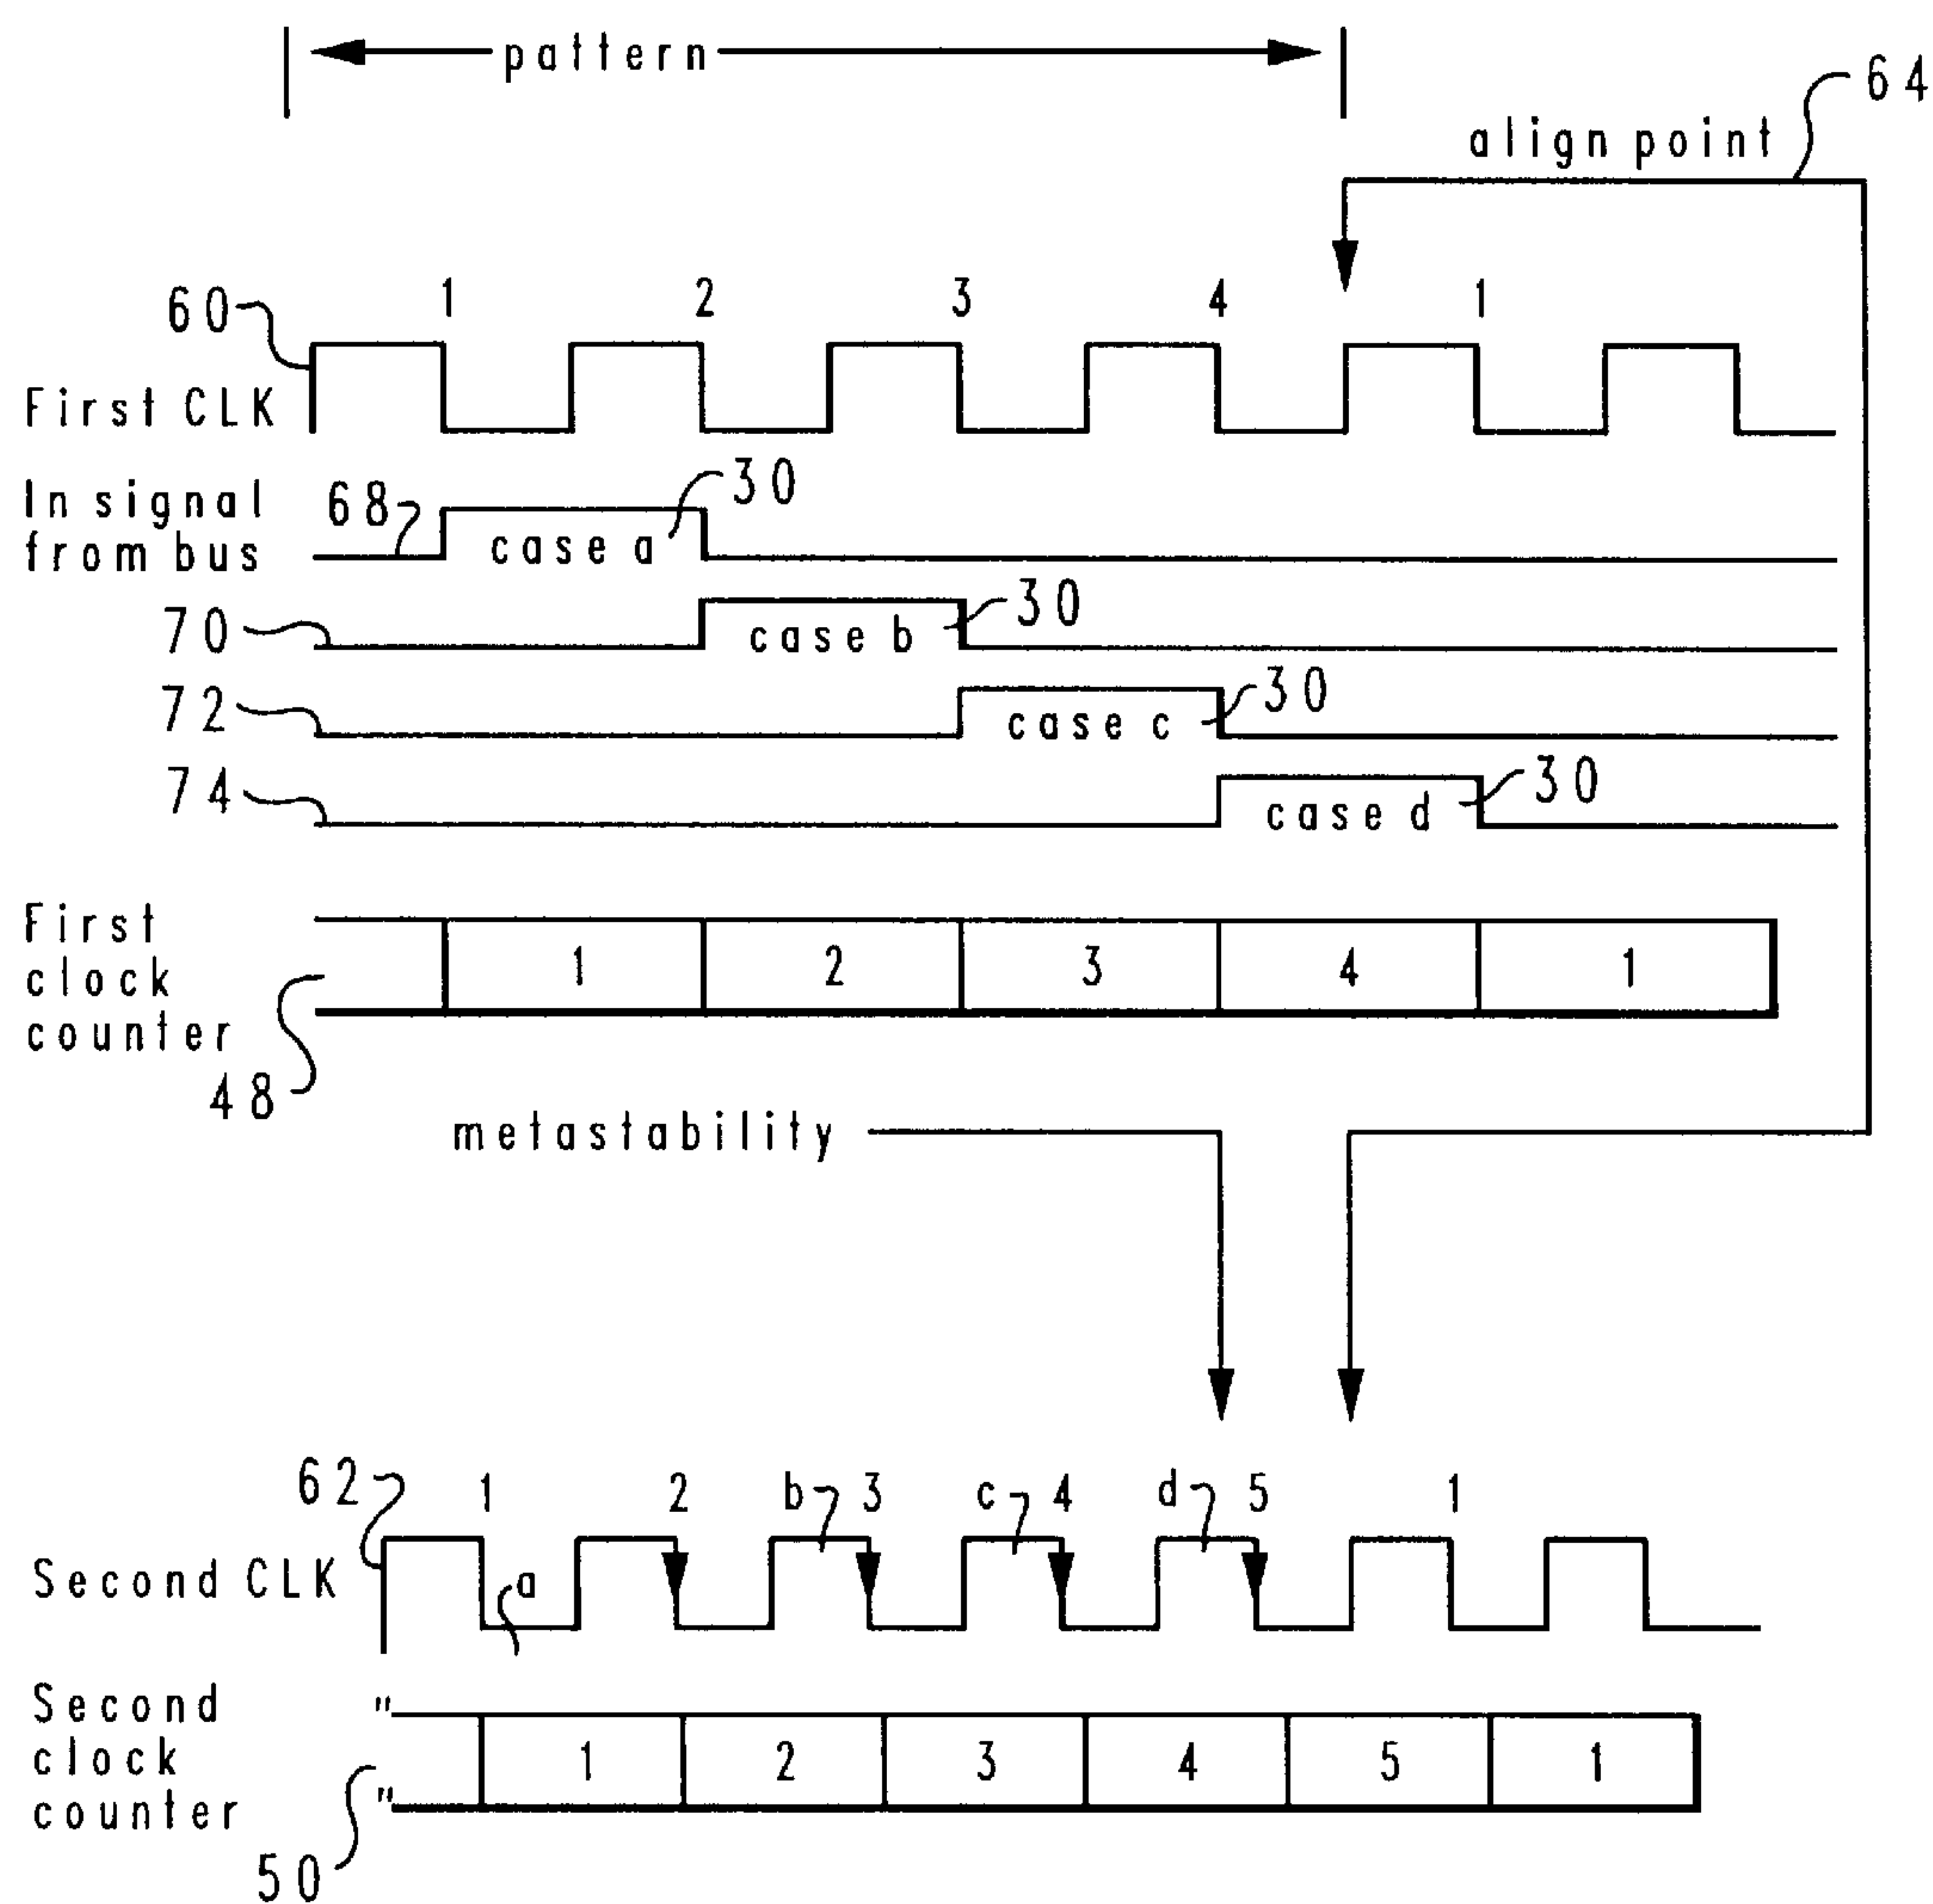 pattern
64
align point
1 2 3 4 1
60
First CLK
In signal
from bus
68
case a
30
70
case b
30
72
case c
30
74
case d
30
First
clock
counter
1 2 3 4 1
48
metastability
62
1 2 b 3 c 4 d 5 1
Second CLK
a
Second
clock
counter
" "
1 2 3 4 5 1
50